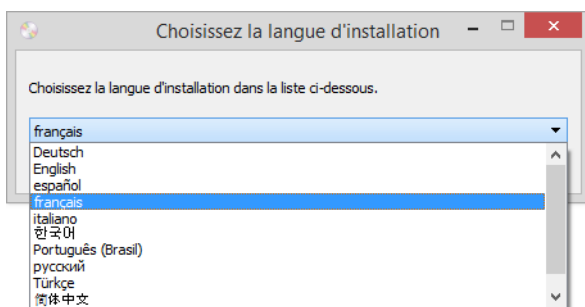 Choisissez la langue d'installation
Choisissez la langue d'installation dans la liste ci-dessous.
français
Deutsch
English
español
français
italiano
한국어
Português (Brasil)
русский
Türkçe
简体中文